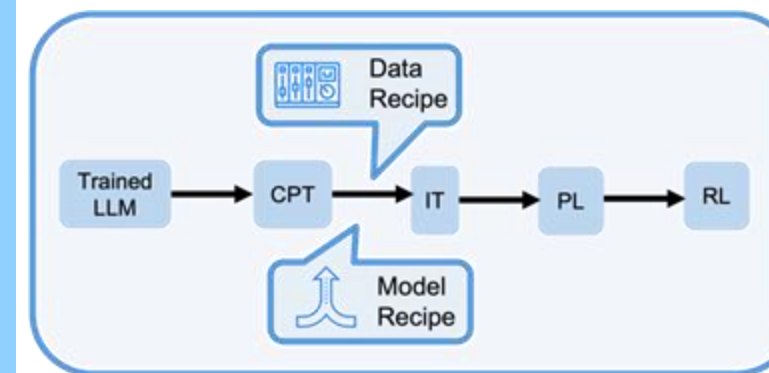 Data
Recipe
Trained
LLM
CPT
IT
PL
RL
Model
Recipe